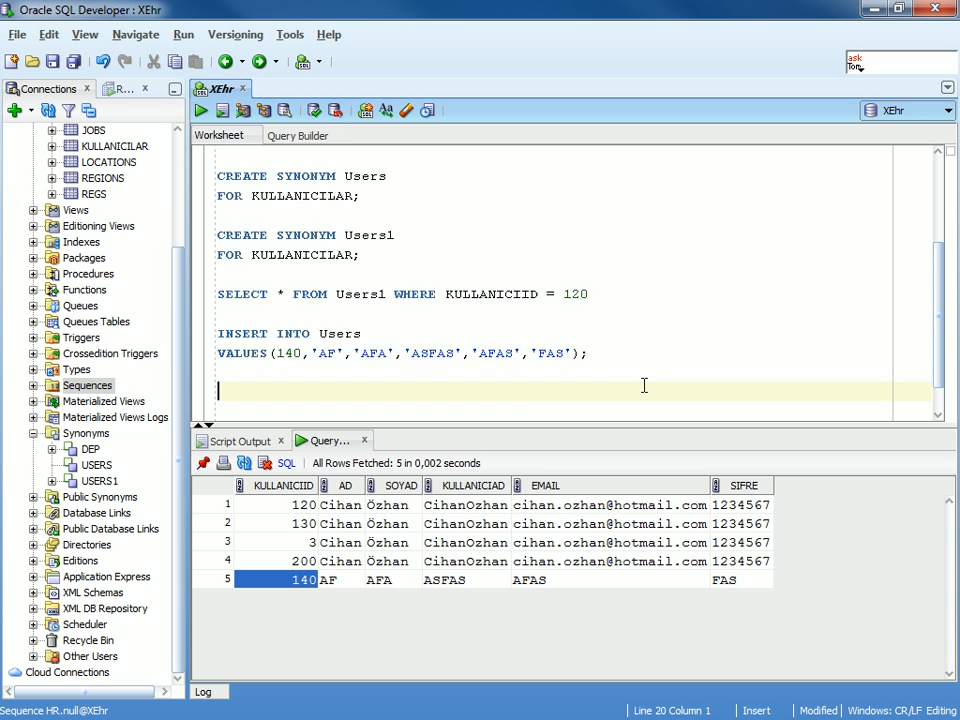 Oracle SQL Developer : XEhr
File Edit View Navigate Run Versioning Tools Help
ask
Tom
Connections
R...
XEhr
XEhr
Worksheet Query Builder
JOBS
KULLANICILAR
LOCATIONS
REGIONS
REGS
Views
Editioning Views
Indexes
Packages
Procedures
Functions
Queues
Queues Tables
Triggers
Crossedition Triggers
Types
Sequences
Materialized Views
Materialized Views Logs
Synonyms
DEP
USERS
USERS1
Public Synonyms
Database Links
Public Database Links
Directories
Editions
Application Express
XML Schemas
XML DB Repository
Scheduler
Recycle Bin
Other Users
Cloud Connections
CREATE SYNONYM Users
FOR KULLANICILAR;
CREATE SYNONYM Users1
FOR KULLANICILAR;
SELECT * FROM Users1 WHERE KULLANICIID = 120
INSERT INTO Users
VALUES(140,'AF','AFA','ASFAS','AFAS','FAS');
Script Output Query...
SQL | All Rows Fetched: 5 in 0,002 seconds
KULLANICIID AD SOYAD KULLANICIAD EMAIL SIFRE
1 120 Cihan Özhan CihanOzhan cihan.ozhan@hotmail.com 1234567
2 130 Cihan Özhan CihanOzhan cihan.ozhan@hotmail.com 1234567
3 3 Cihan Özhan CihanOzhan cihan.ozhan@hotmail.com 1234567
4 200 Cihan Özhan CihanOzhan cihan.ozhan@hotmail.com 1234567
5 140 AF AFA ASFAS AFAS FAS
Log
Sequence HR.null@XEhr Line 20 Column 1 Insert Modified Windows: CR/LF Editing